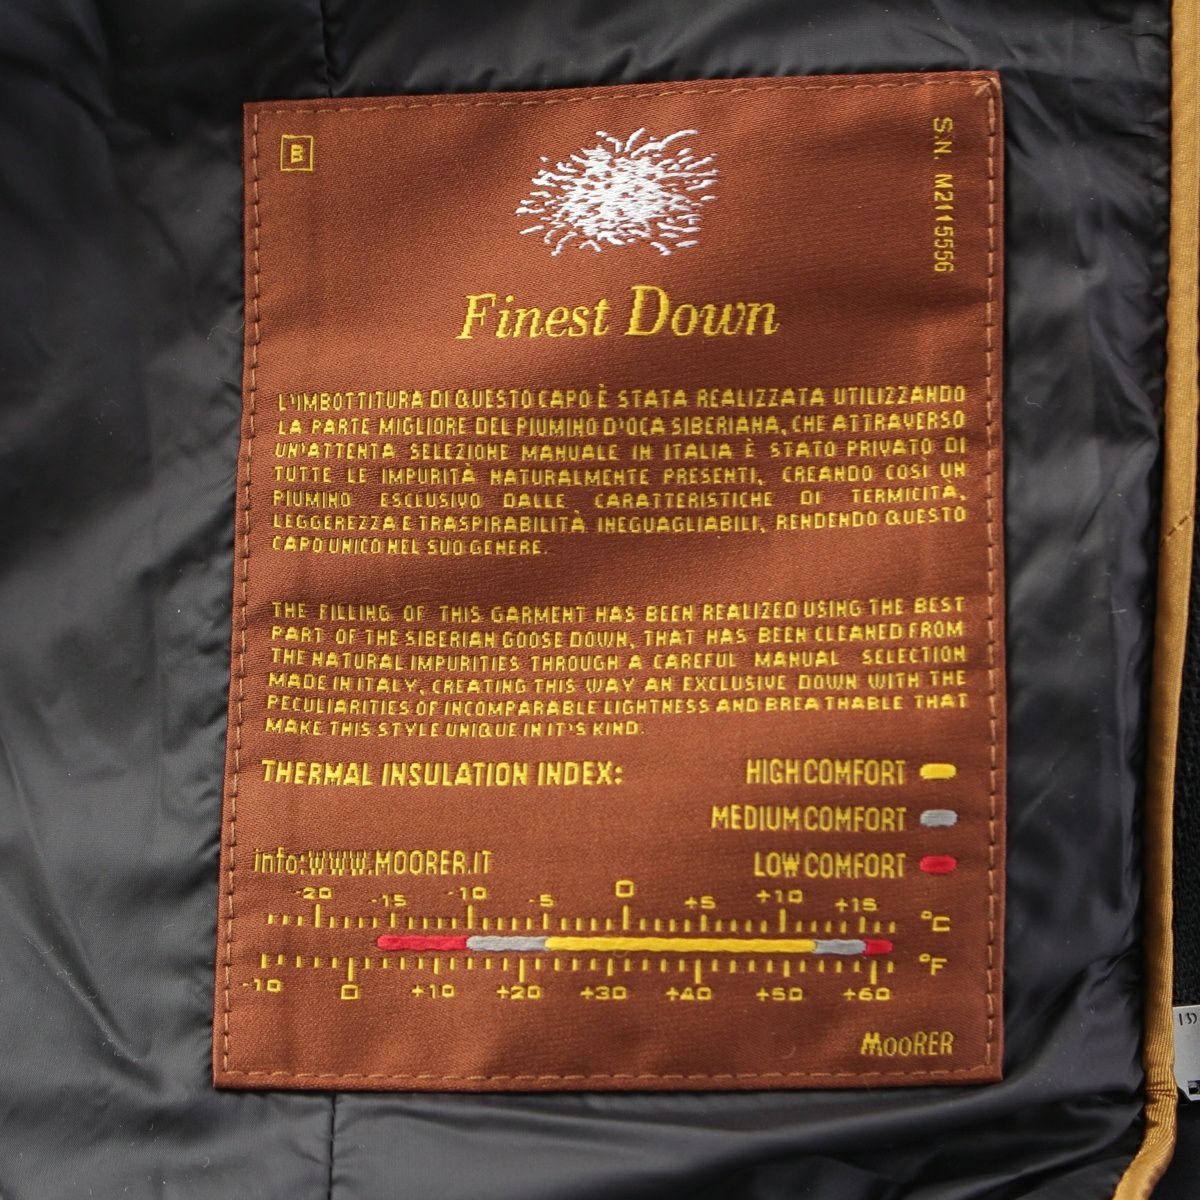 B
S.N. M2115556
Finest Down
L'IMBOTTITURA DI QUESTO CAPO È STATA REALIZZATA UTILIZZANDO
LA PARTE MIGLIORE DEL PIUMINO D'OCA SIBERIANA, CHE ATTRAVERSO
UN'ATTENTA SELEZIONE MANUALE IN ITALIA È STATO PRIVATO DI
TUTTE LE IMPURITÀ NATURALMENTE PRESENTI, CREANDO COSÌ UN
PIUMINO ESCLUSIVO DALLE CARATTERISTICHE DI TERMICITÀ,
LEGGEREZZA E TRASPIRABILITÀ INEGUAGLIABILI, RENDENDO QUESTO
CAPO UNICO NEL SUO GENERE.
THE FILLING OF THIS GARMENT HAS BEEN REALIZED USING THE BEST
PART OF THE SIBERIAN GOOSE DOWN, THAT HAS BEEN CLEANED FROM
THE NATURAL IMPURITIES THROUGH A CAREFUL MANUAL SELECTION
MADE IN ITALY, CREATING THIS WAY AN EXCLUSIVE DOWN WITH THE
PECULIARITIES OF INCOMPARABLE LIGHTNESS AND BREATHABLE THAT
MAKE THIS STYLE UNIQUE IN IT'S KIND.
THERMAL INSULATION INDEX: HIGH COMFORT
MEDIUM COMFORT
info:WWW.MOORER.IT LOW COMFORT
-20 -15 -10 -5 0 +5 +10 +15 °C
-10 0 +10 +20 +30 +40 +50 +60 °F
MOORER